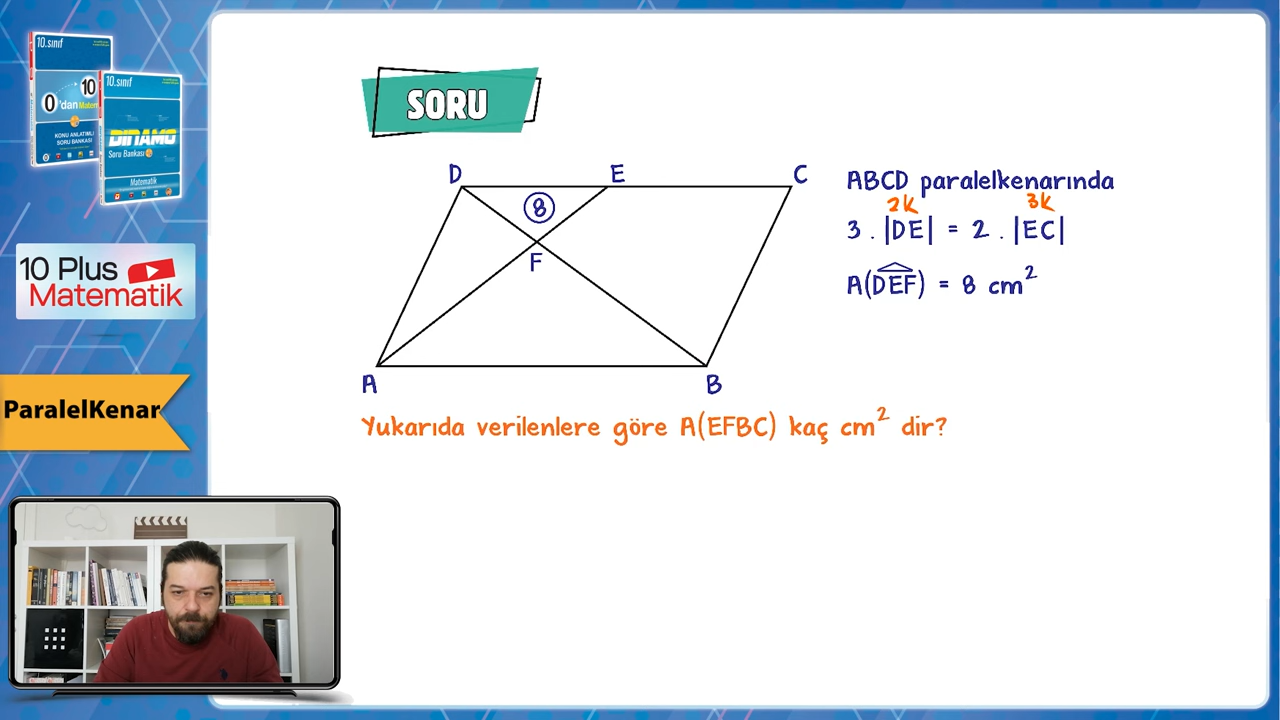 10.sınıf
0'dan 10
KONU ANLATIMLI
SORU BANKASI
10.sınıf
DİNAMO
Soru Bankası
Matematik
10 Plus
Matematik
ParalelKenar
SORU
D E C
8
F
A B
ABCD paralelkenarında
2k 3k
3 . |DE| = 2 . |EC|
A(DEF) = 8 cm²
Yukarıda verilenlere göre A(EFBC) kaç cm² dir?